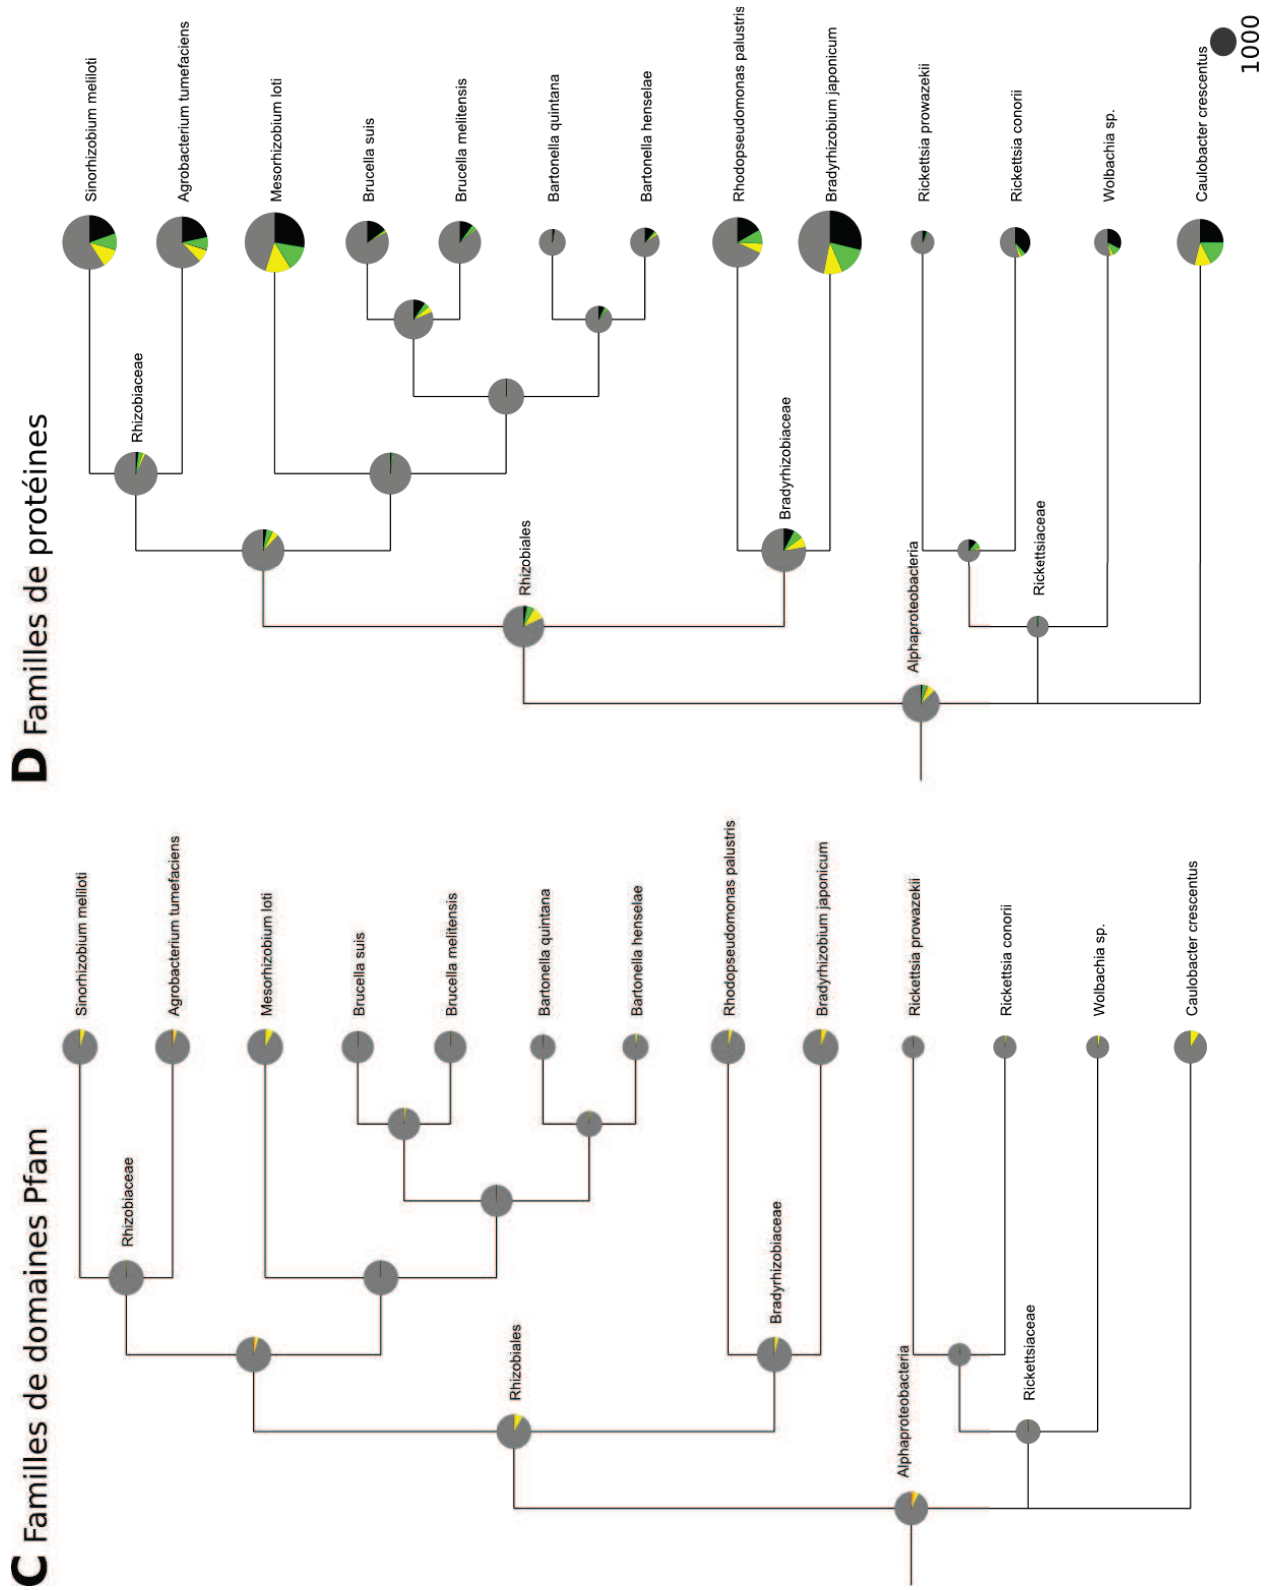 D Familles de protéines
Sinorhizobium meliloti
Agrobacterium tumefaciens
Mesorhizobium loti
Brucella suis
Brucella melitensis
Bartonella quintana
Bartonella henselae
Rhodopseudomonas palustris
Bradyrhizobium japonicum
Rickettsia prowazekii
Rickettsia conorii
Wolbachia sp.
Caulobacter crescentus
Rhizobiaceae
Bradyrhizobiaceae
Rhizobiales
Rickettsiaceae
Alphaproteobacteria
1000
C Familles de domaines Pfam
Sinorhizobium meliloti
Agrobacterium tumefaciens
Mesorhizobium loti
Brucella suis
Brucella melitensis
Bartonella quintana
Bartonella henselae
Rhodopseudomonas palustris
Bradyrhizobium japonicum
Rickettsia prowazekii
Rickettsia conorii
Wolbachia sp.
Caulobacter crescentus
Rhizobiaceae
Bradyrhizobiaceae
Rhizobiales
Rickettsiaceae
Alphaproteobacteria